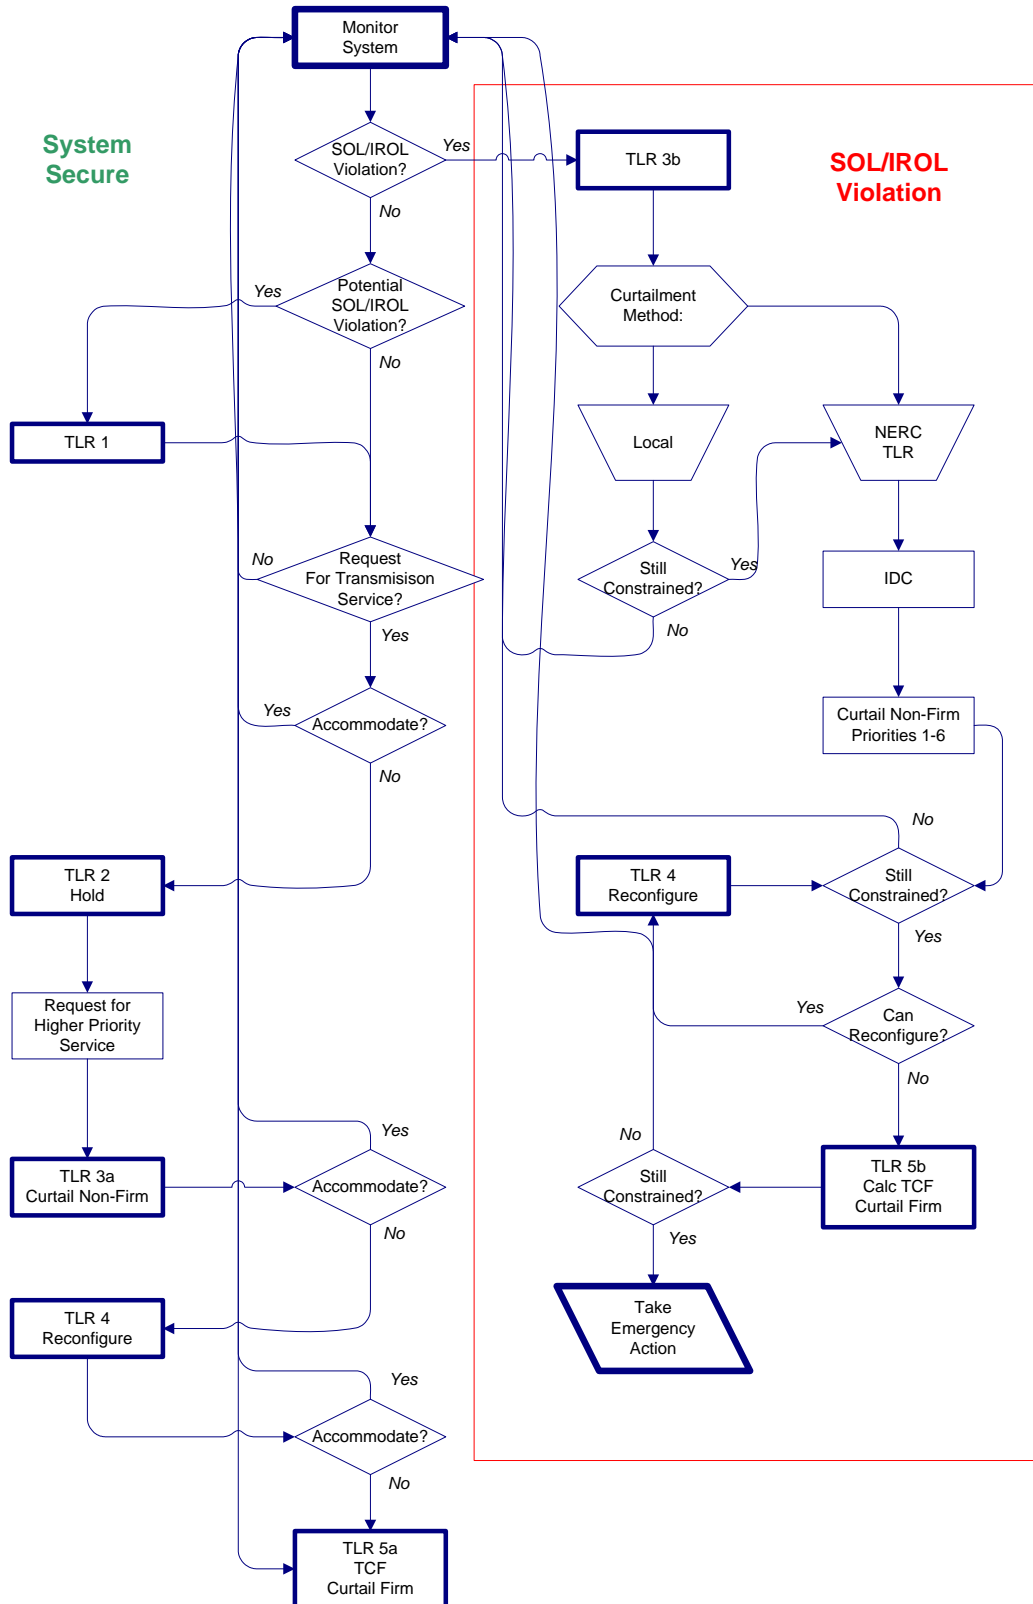 Monitor
System
System
Secure
SOL/IROL
Violation?
Yes
No
TLR 3b
SOL/IROL
Violation
Potential
SOL/IROL
Violation?
Yes
No
Curtailment
Method:
TLR 1
Local
NERC
TLR
Request
For Transmisison
Service?
No
Yes
Still
Constrained?
Yes
No
IDC
Accommodate?
Yes
No
Curtail Non-Firm
Priorities 1-6
TLR 2
Hold
TLR 4
Reconfigure
Still
Constrained?
No
Yes
Request for
Higher Priority
Service
Can
Reconfigure?
Yes
No
TLR 3a
Curtail Non-Firm
Accommodate?
Yes
No
Still
Constrained?
No
Yes
TLR 5b
Calc TCF
Curtail Firm
TLR 4
Reconfigure
Take
Emergency
Action
Accommodate?
Yes
No
TLR 5a
TCF
Curtail Firm